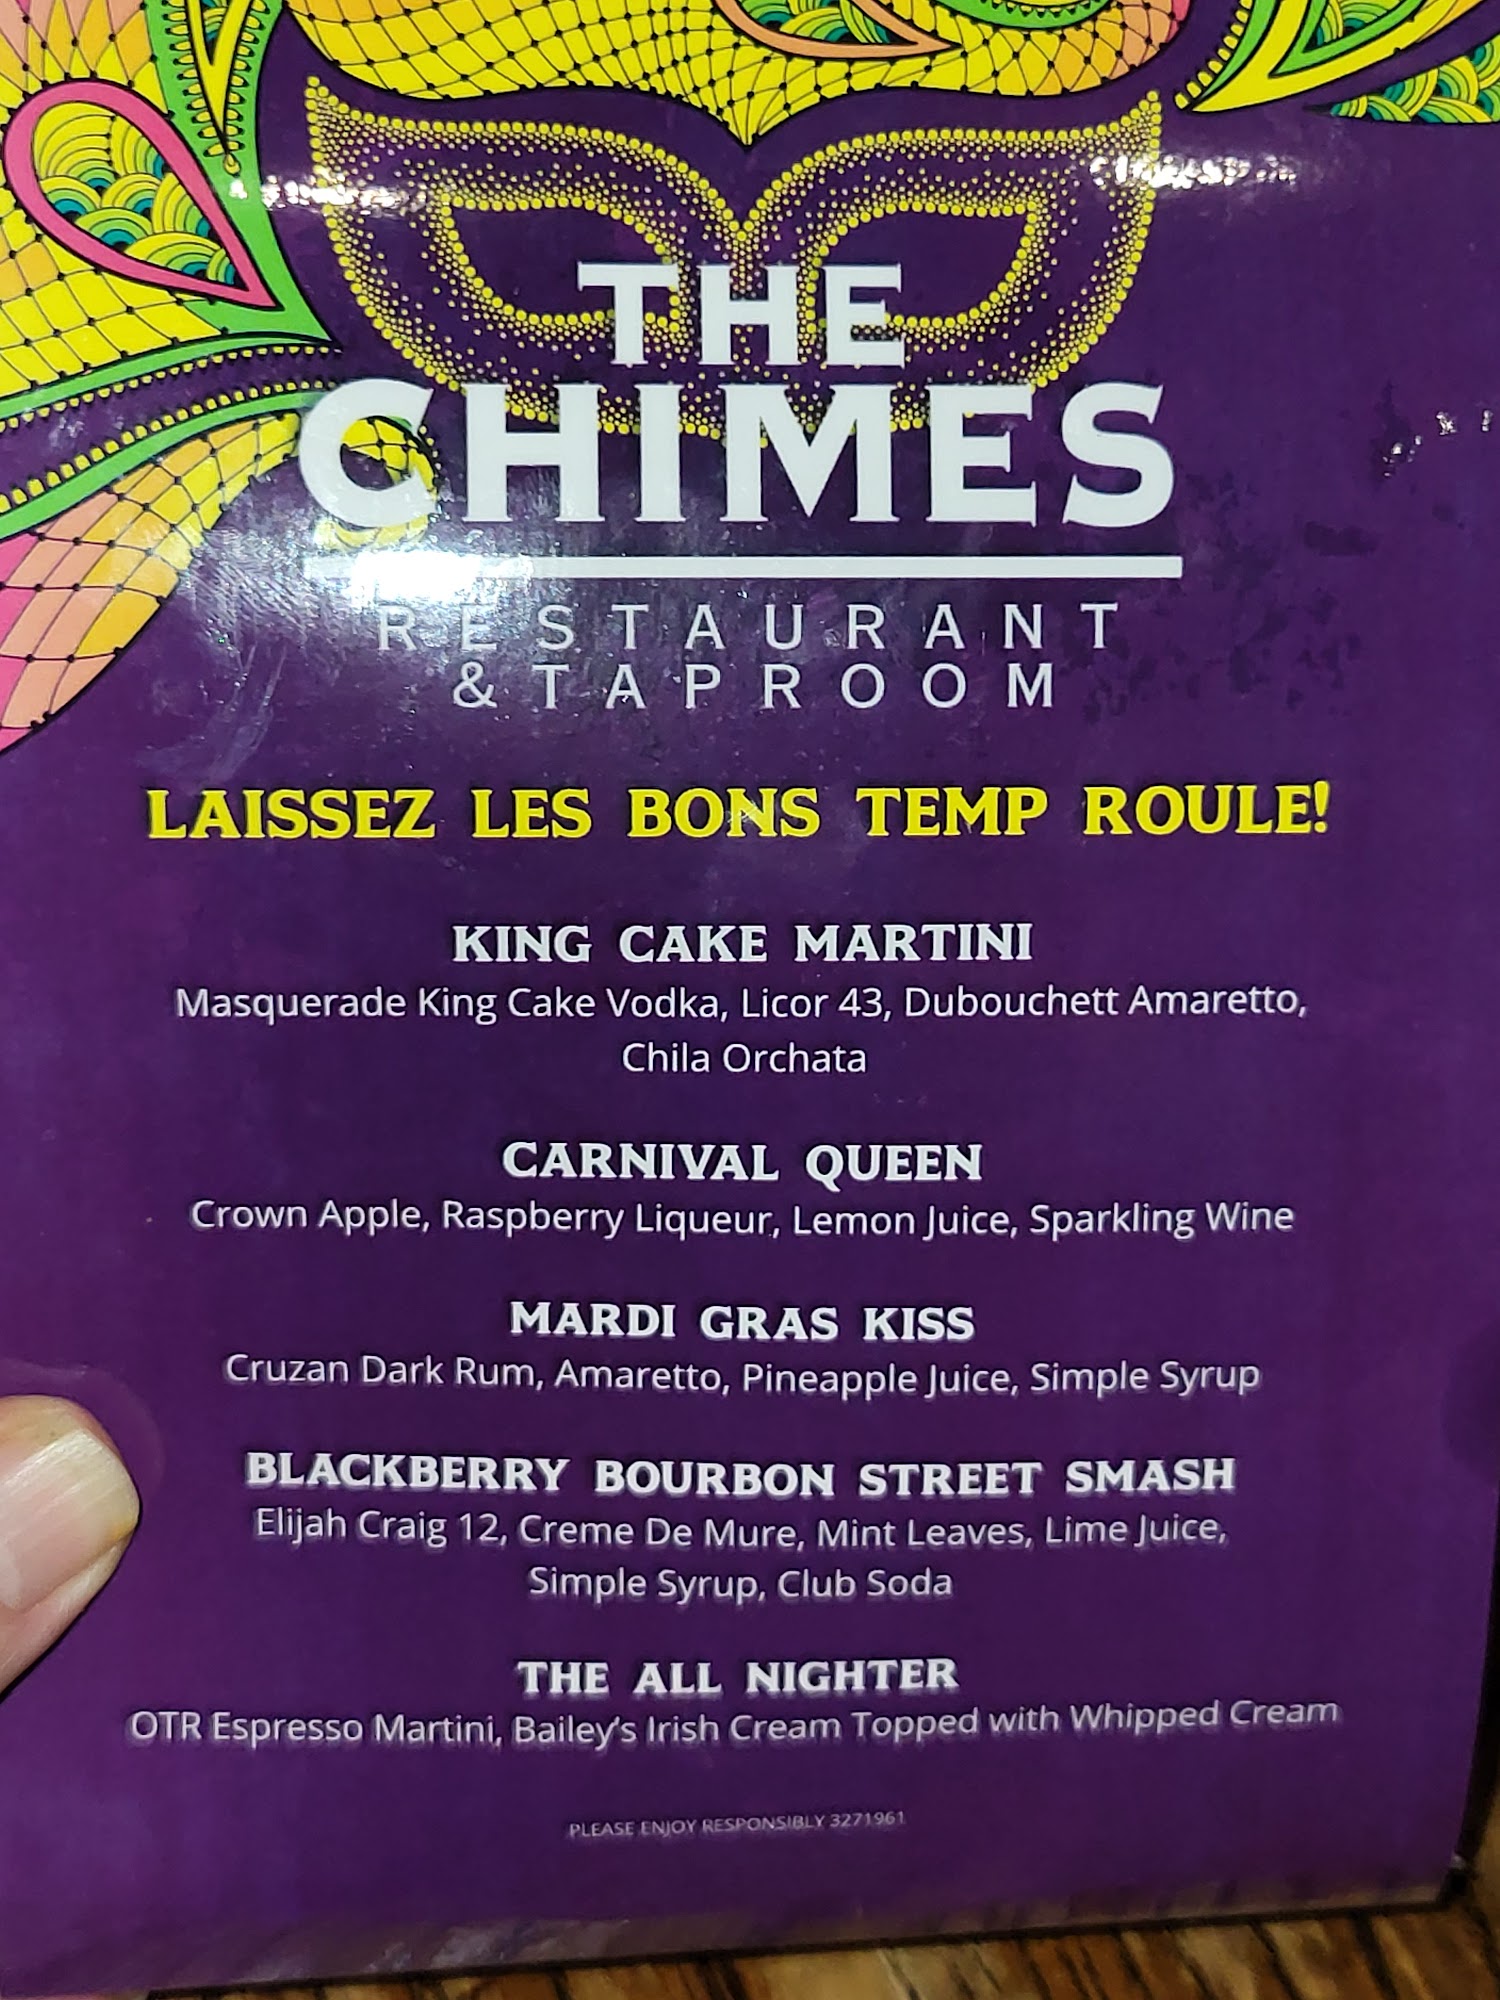 THE
CHIMES
RESTAURANT
& TAPROOM
LAISSEZ LES BONS TEMP ROULE!
KING CAKE MARTINI
Masquerade King Cake Vodka, Licor 43, Dubouchett Amaretto,
Chila Orchata
CARNIVAL QUEEN
Crown Apple, Raspberry Liqueur, Lemon Juice, Sparkling Wine
MARDI GRAS KISS
Cruzan Dark Rum, Amaretto, Pineapple Juice, Simple Syrup
BLACKBERRY BOURBON STREET SMASH
Elijah Craig 12, Creme De Mure, Mint Leaves, Lime Juice,
Simple Syrup, Club Soda
THE ALL NIGHTER
OTR Espresso Martini, Bailey's Irish Cream Topped with Whipped Cream
PLEASE ENJOY RESPONSIBLY 3271961